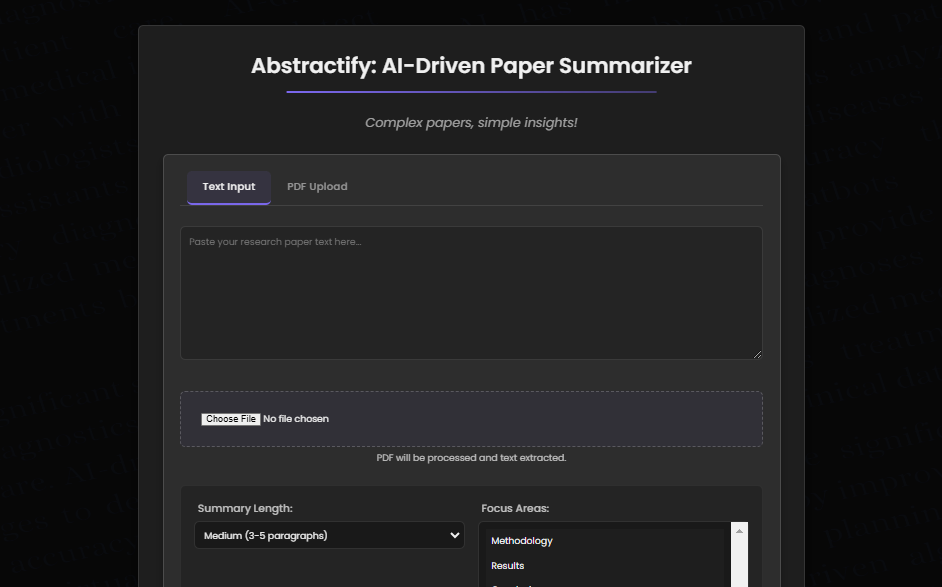 Abstractify: AI-Driven Paper Summarizer
Complex papers, simple insights!
Text Input
PDF Upload
Paste your research paper text here...
Choose File No file chosen
PDF will be processed and text extracted.
Summary Length:
Medium (3-5 paragraphs)
Focus Areas:
Methodology
Results